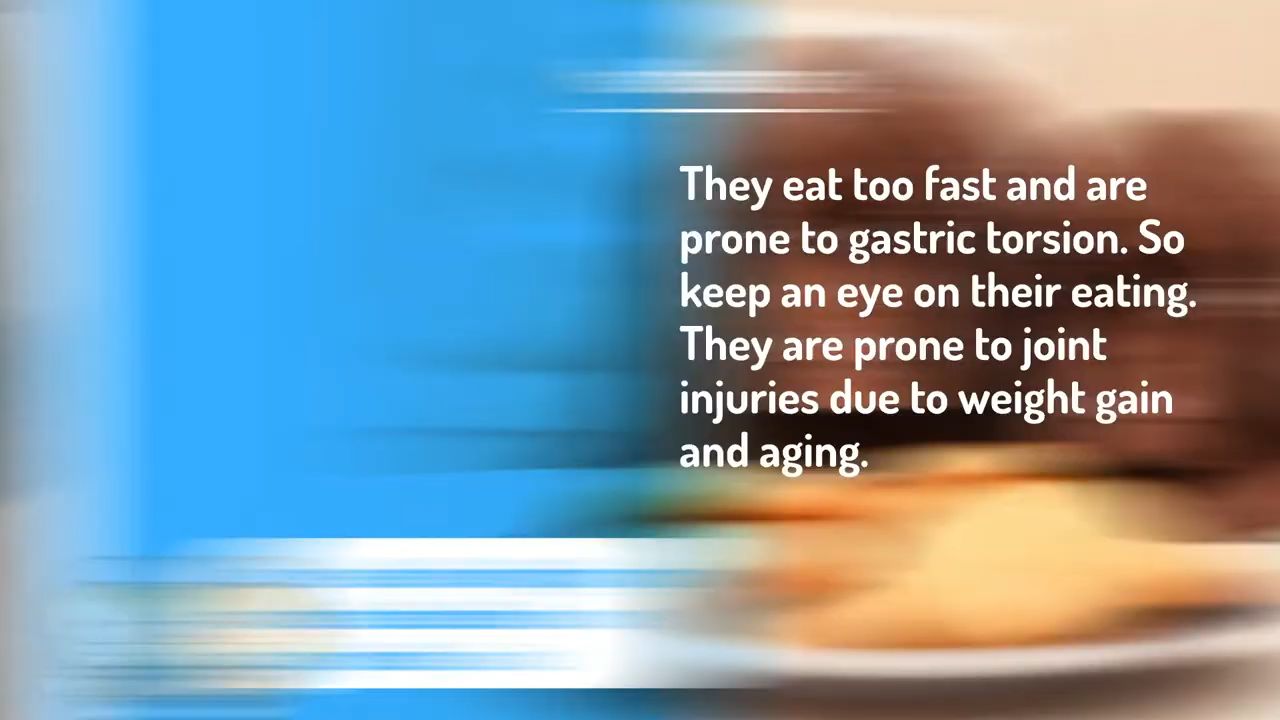 They eat too fast and are
prone to gastric torsion. So
keep an eye on their eating.
They are prone to joint
injuries due to weight gain
and aging.